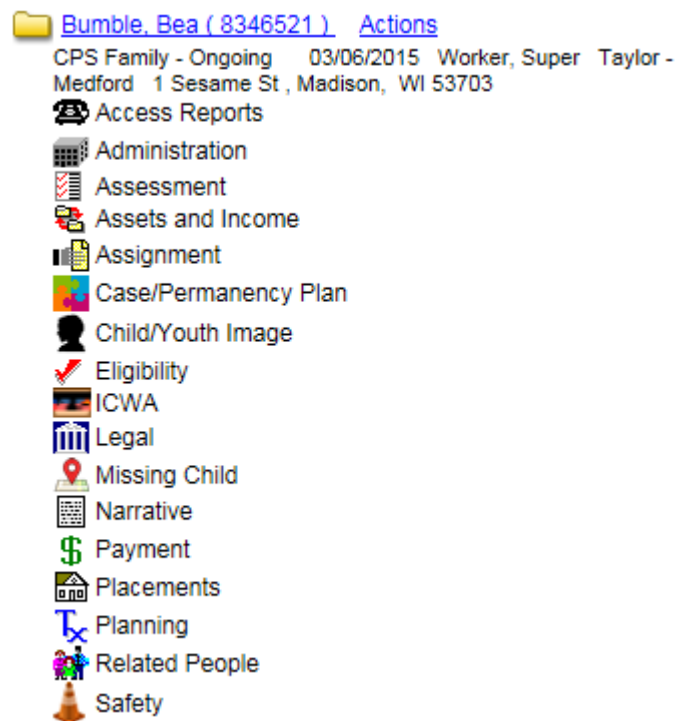 Bumble, Bea ( 8346521 ) Actions
CPS Family - Ongoing 03/06/2015 Worker, Super Taylor -
Medford 1 Sesame St , Madison, WI 53703
Access Reports
Administration
Assessment
Assets and Income
Assignment
Case/Permanency Plan
Child/Youth Image
Eligibility
ICWA
Legal
Missing Child
Narrative
$ Payment
Placements
Tx Planning
Related People
Safety